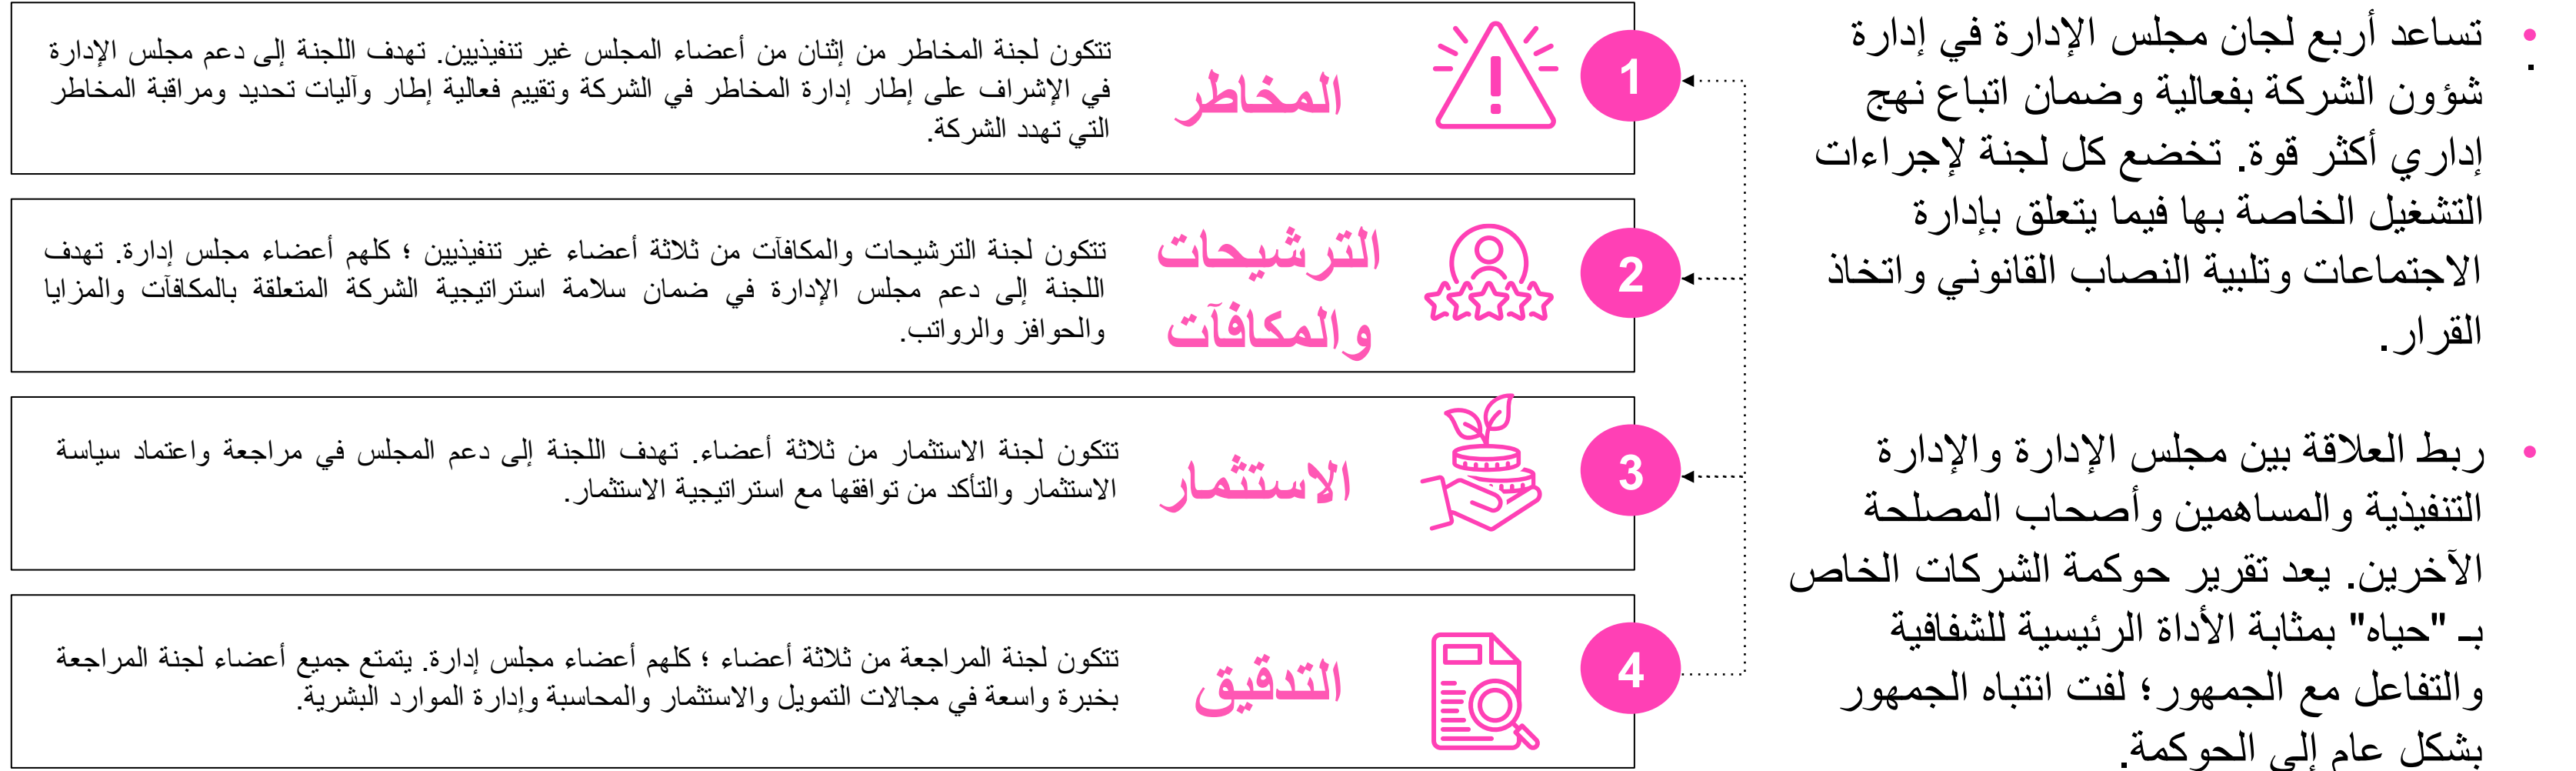 • تساعد أربع لجان مجلس الإدارة في إدارة
شؤون الشركة بفعالية وضمان اتباع نهج
إداري أكثر قوة. تخضع كل لجنة لإجراءات
التشغيل الخاصة بها فيما يتعلق بإدارة
الاجتماعات وتلبية النصاب القانوني واتخاذ
القرار.
• ربط العلاقة بين مجلس الإدارة والإدارة
التنفيذية والمساهمين وأصحاب المصلحة
الآخرين. يعد تقرير حوكمة الشركات الخاص
بـ "حياه" بمثابة الأداة الرئيسية للشفافية
والتفاعل مع الجمهور؛ لفت انتباه الجمهور
بشكل عام إلى الحوكمة.
1
المخاطر
تتكون لجنة المخاطر من إثنان من أعضاء المجلس غير تنفيذيين. تهدف اللجنة إلى دعم مجلس الإدارة
في الإشراف على إطار إدارة المخاطر في الشركة وتقييم فعالية إطار وآليات تحديد ومراقبة المخاطر
التي تهدد الشركة.
2
الترشيحات
والمكافآت
تتكون لجنة الترشيحات والمكافآت من ثلاثة أعضاء غير تنفيذيين ؛ كلهم أعضاء مجلس إدارة. تهدف
اللجنة إلى دعم مجلس الإدارة في ضمان سلامة استراتيجية الشركة المتعلقة بالمكافآت والمزايا
والحوافز والرواتب.
3
الاستثمار
تتكون لجنة الاستثمار من ثلاثة أعضاء. تهدف اللجنة إلى دعم المجلس في مراجعة واعتماد سياسة
الاستثمار والتأكد من توافقها مع استراتيجية الاستثمار.
4
التدقيق
تتكون لجنة المراجعة من ثلاثة أعضاء ؛ كلهم أعضاء مجلس إدارة. يتمتع جميع أعضاء لجنة المراجعة
بخبرة واسعة في مجالات التمويل والاستثمار والمحاسبة وإدارة الموارد البشرية.